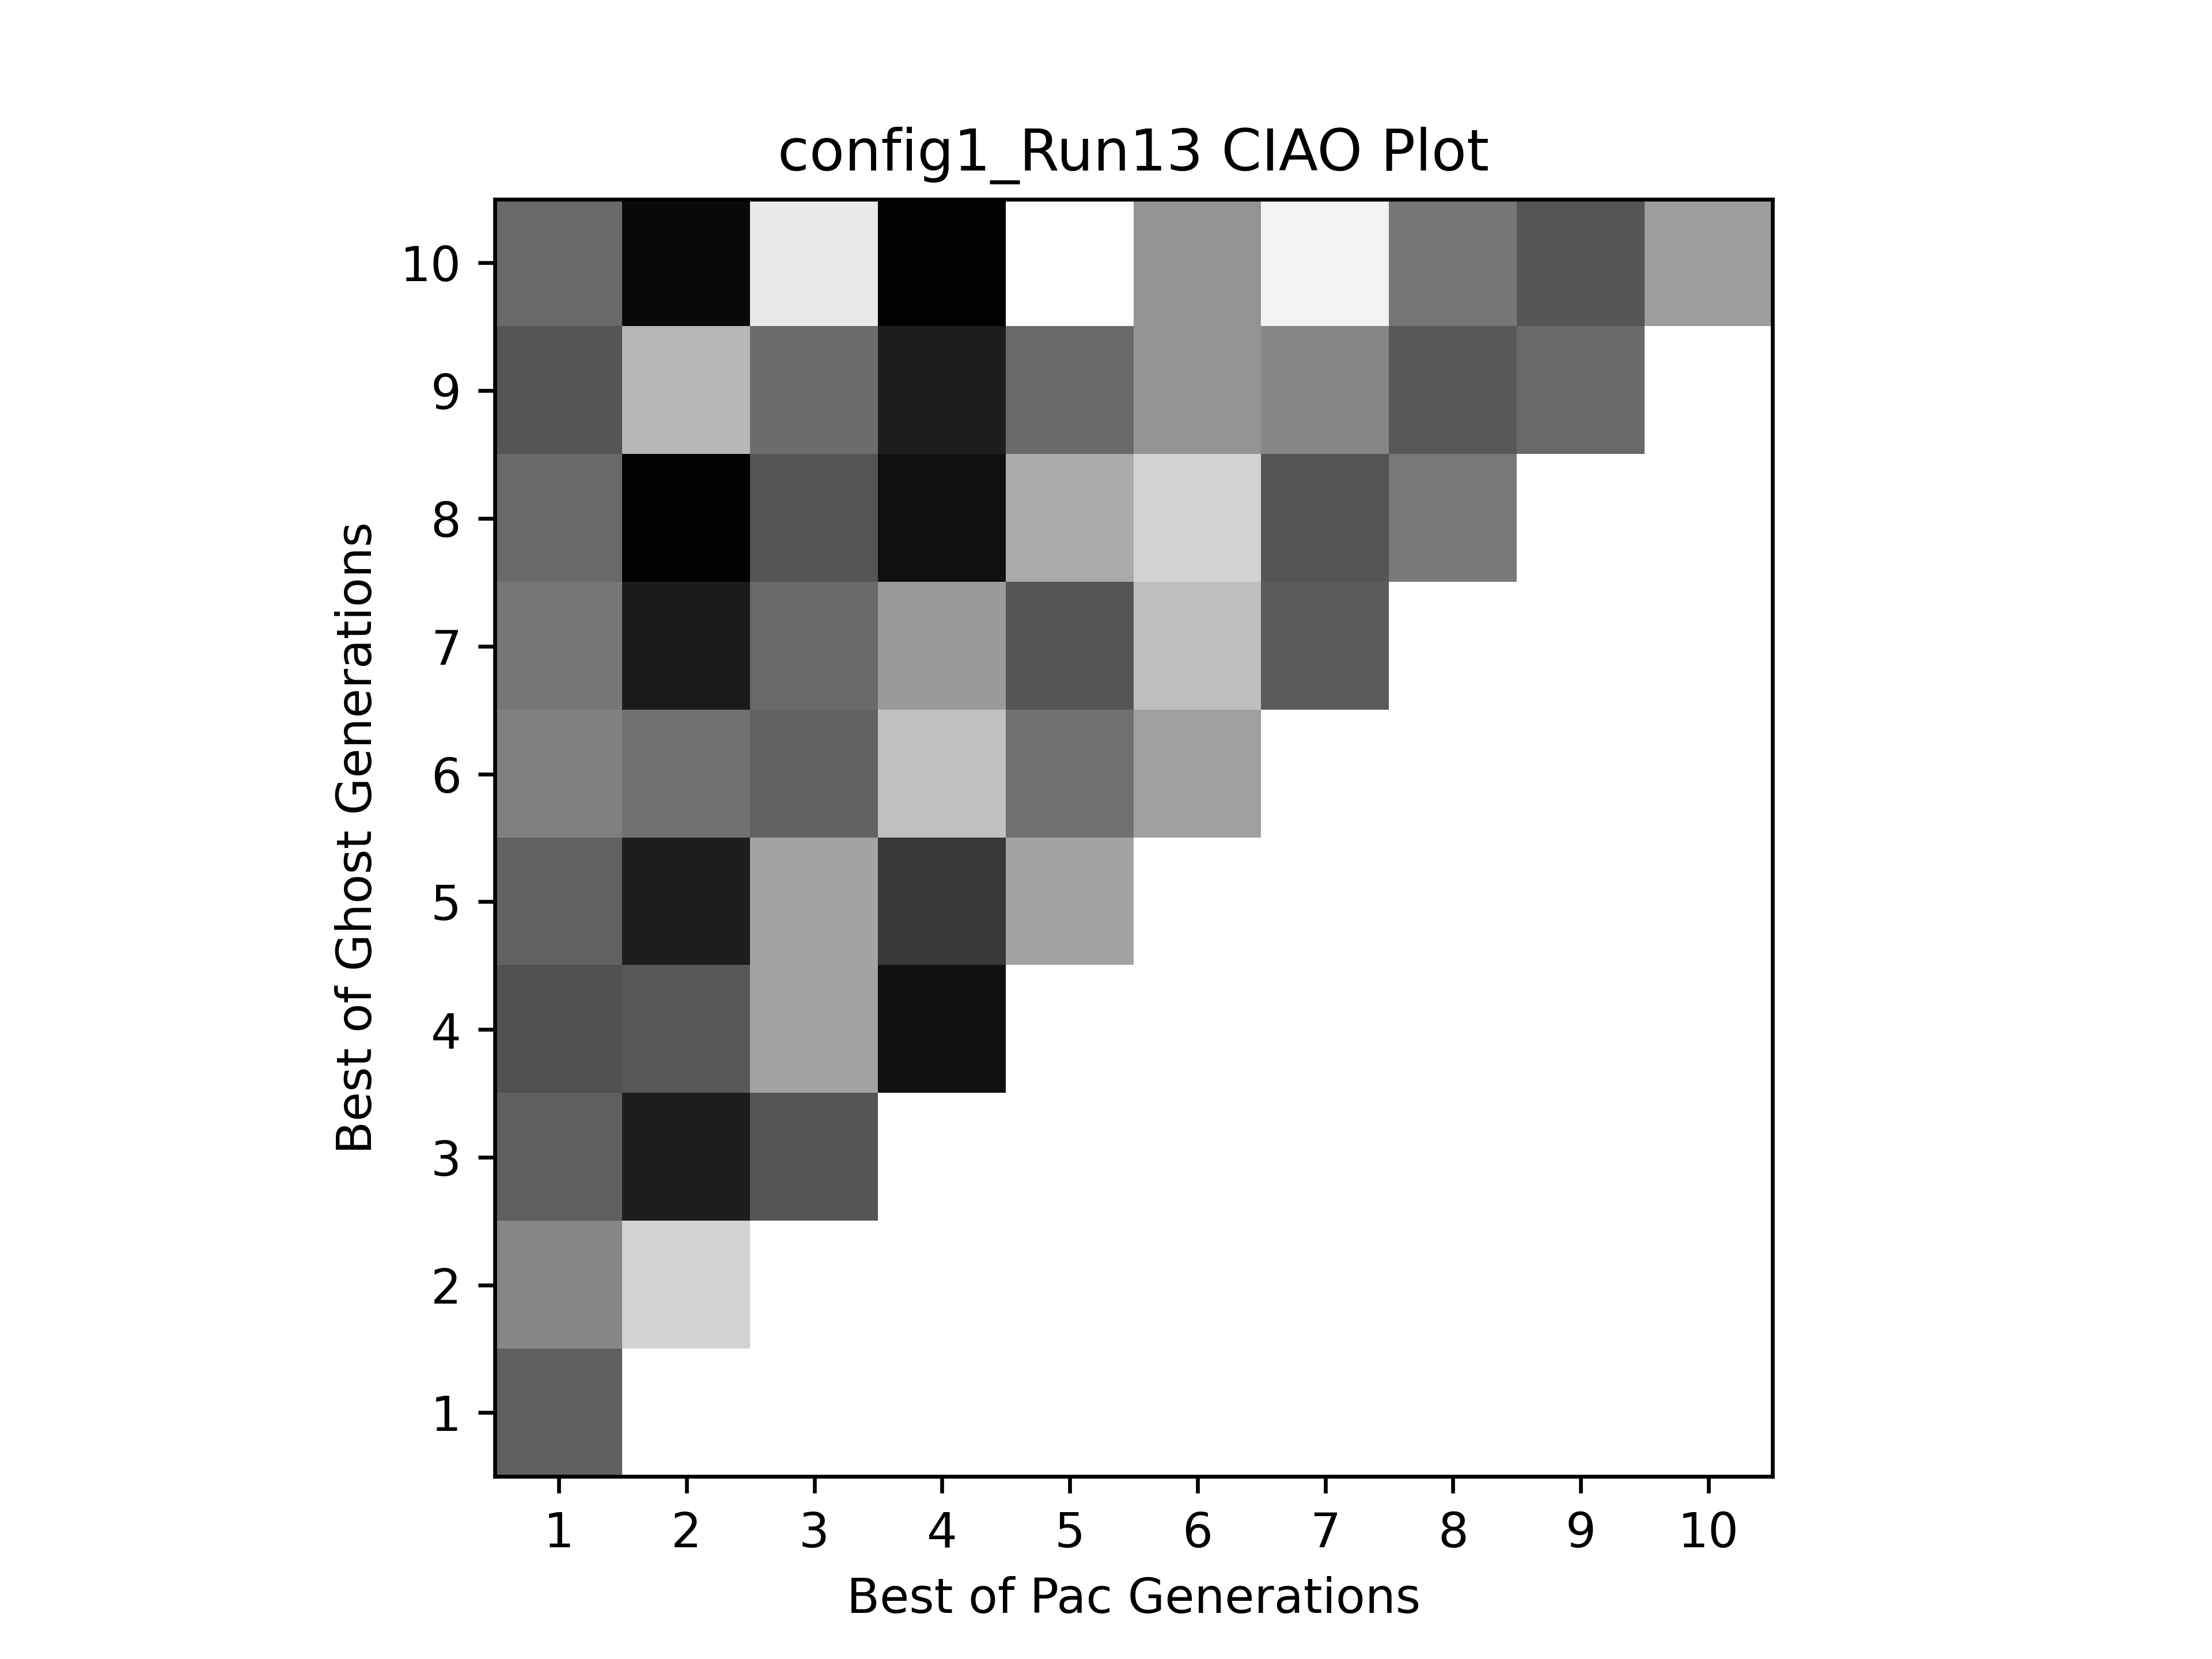 config1_Run13 CIAO Plot
Best of Ghost Generations
10
9
8
7
6
5
4
3
2
1
1 2 3 4 5 6 7 8 9 10
Best of Pac Generations